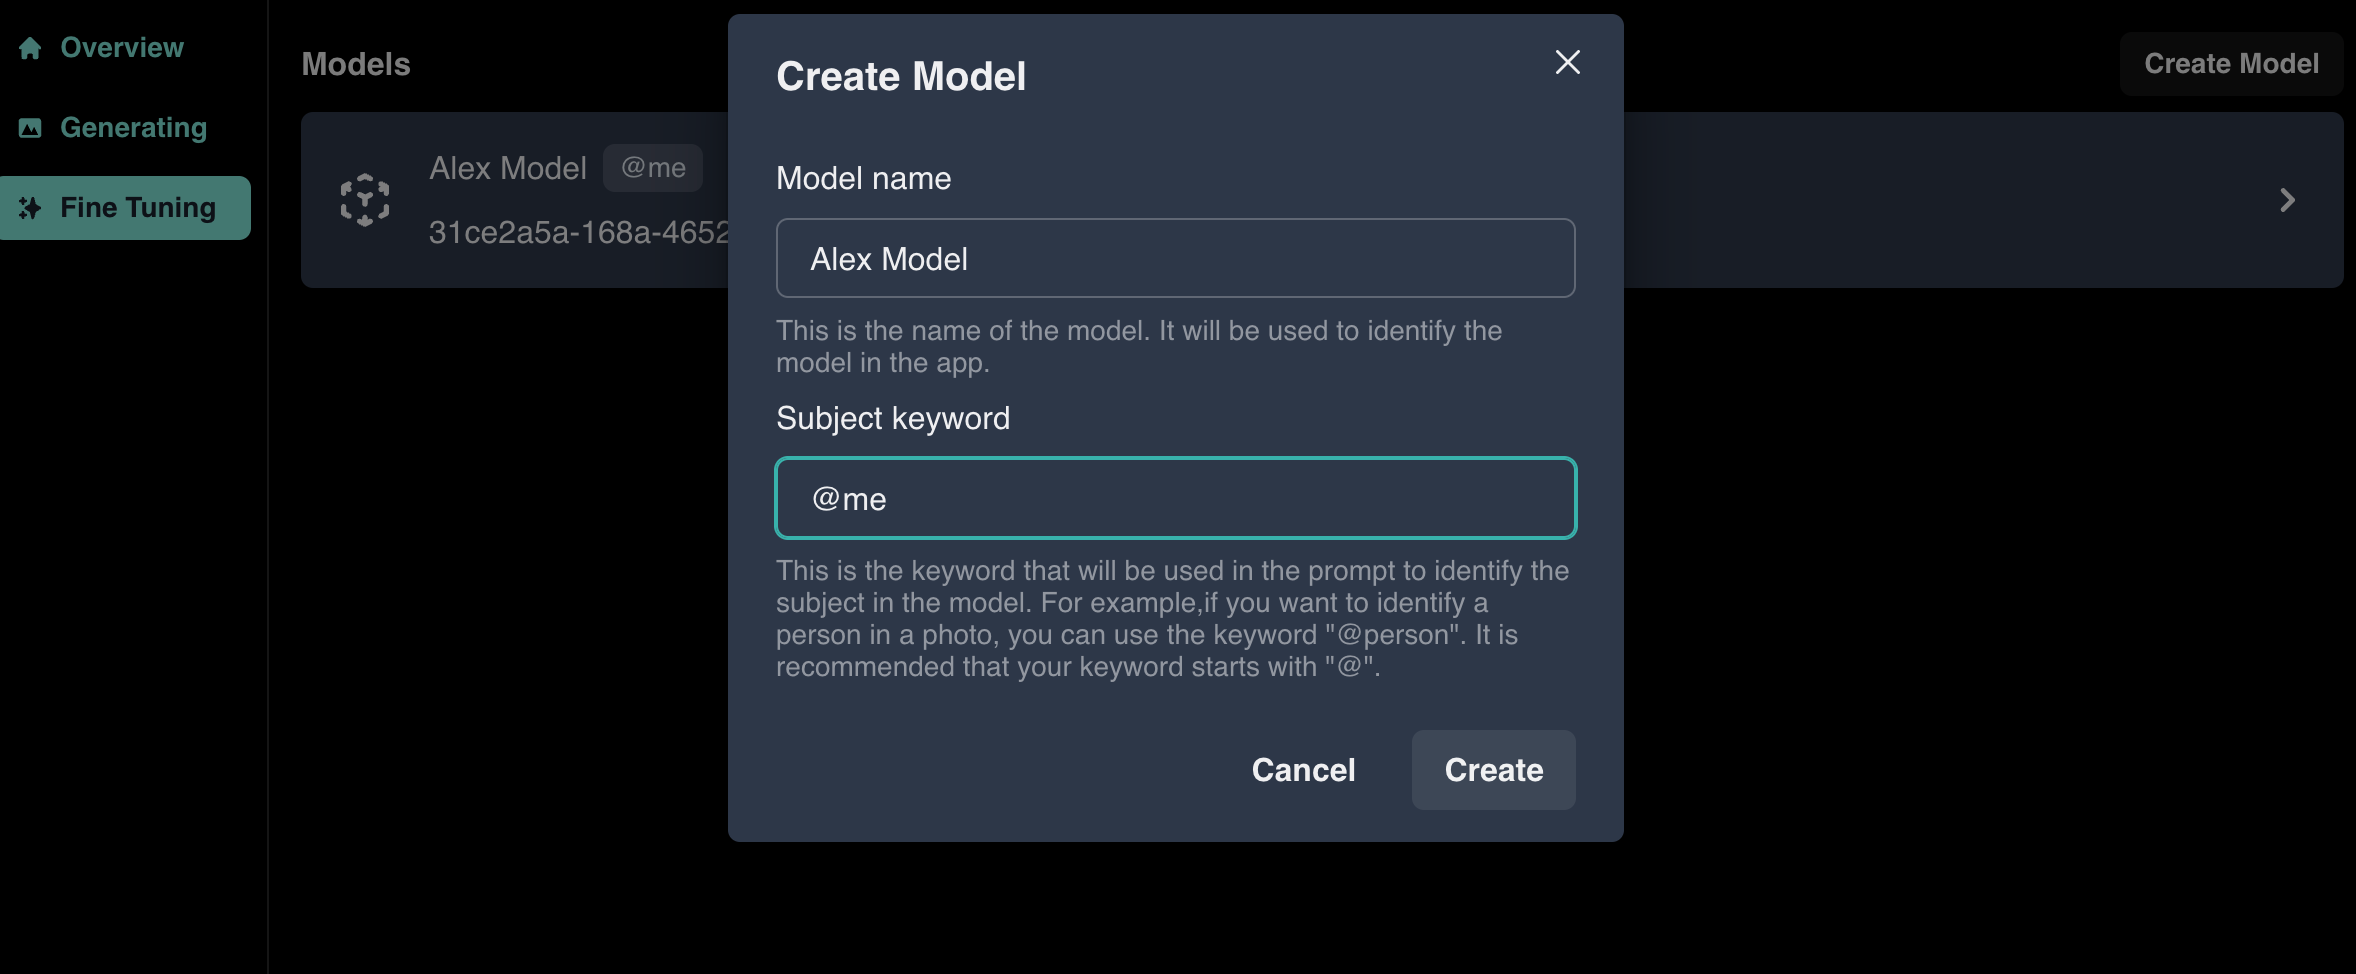 Overview
Generating
Fine Tuning
Models
Create Model
Alex Model @me
31ce2a5a-168a-4652
Create Model
Model name
Alex Model
This is the name of the model. It will be used to identify the
model in the app.
Subject keyword
@me
This is the keyword that will be used in the prompt to identify the
subject in the model. For example,if you want to identify a
person in a photo, you can use the keyword "@person". It is
recommended that your keyword starts with "@".
Cancel
Create